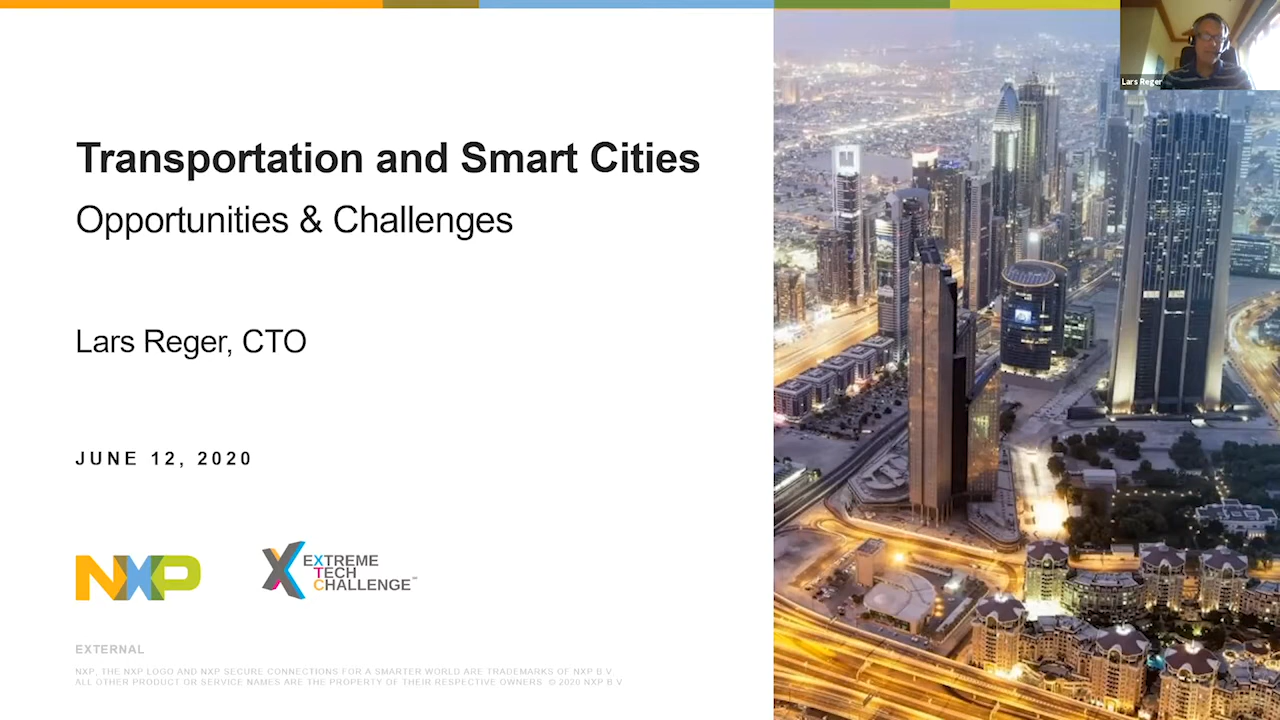 Transportation and Smart Cities
Opportunities & Challenges
Lars Reger, CTO
JUNE 12, 2020
NXP
EXTREME
TECH
CHALLENGE
EXTERNAL
NXP, THE NXP LOGO AND NXP SECURE CONNECTIONS FOR A SMARTER WORLD ARE TRADEMARKS OF NXP B.V
ALL OTHER PRODUCT OR SERVICE NAMES ARE THE PROPERTY OF THEIR RESPECTIVE OWNERS. © 2020 NXP B.V
Lars Reger